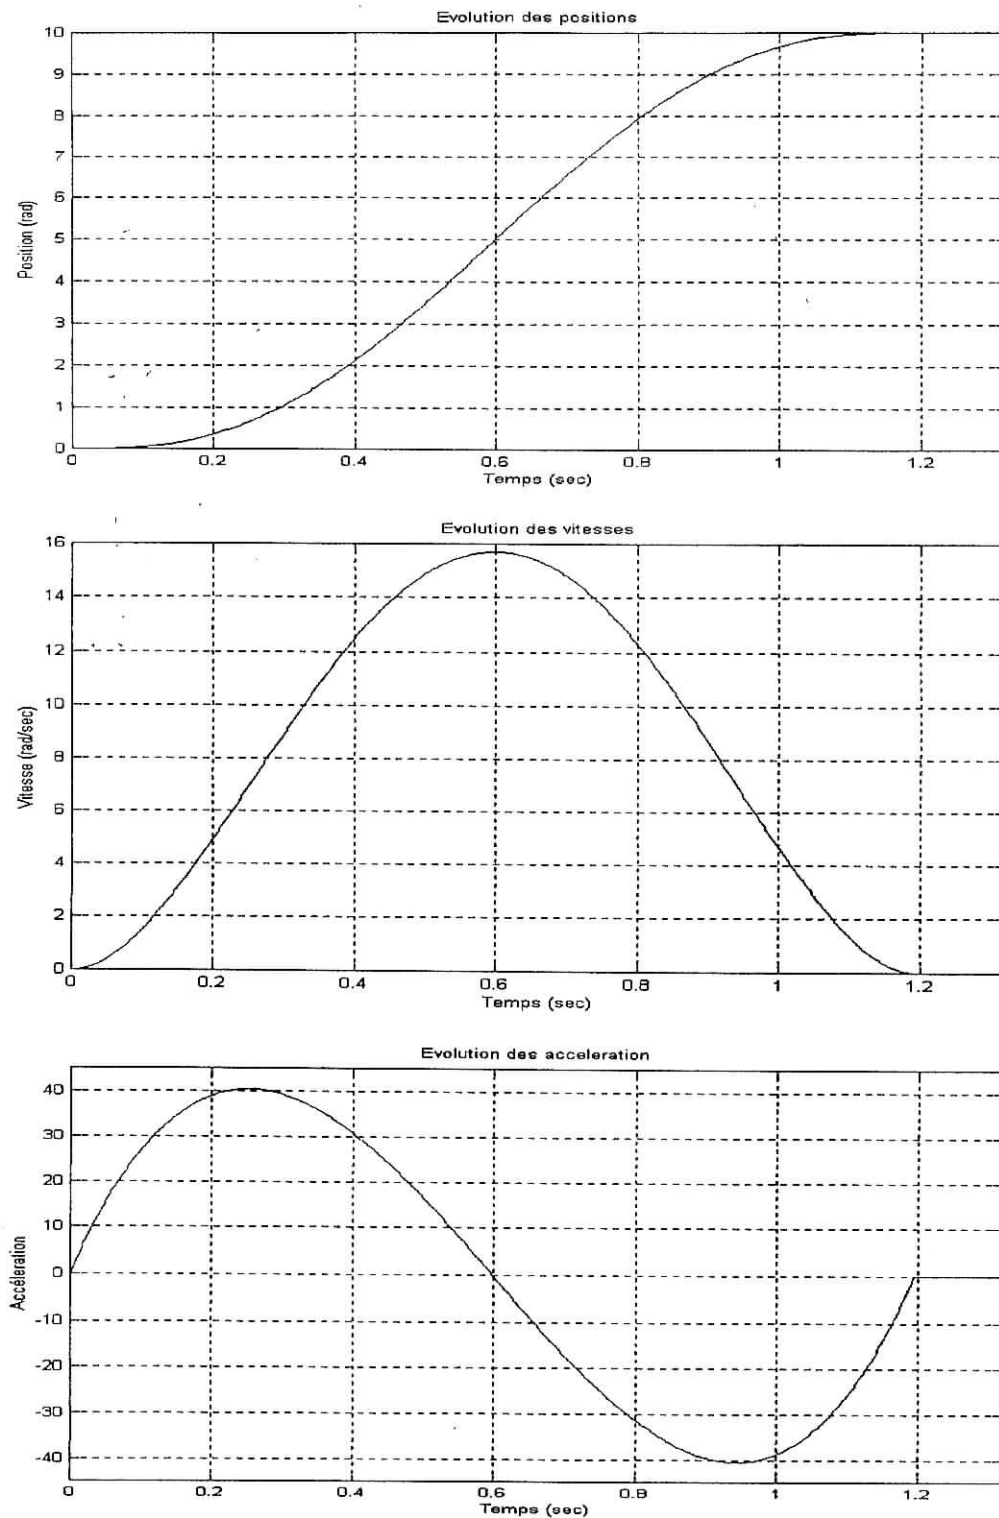 Evolution des positions
10
9
8
7
6
5
4
3
2
1
0
Position (rad)
0 0.2 0.4 0.6 0.8 1 1.2
Temps (sec)
Evolution des vitesses
16
14
12
10
8
6
4
2
0
Vitesse (rad/sec)
0 0.2 0.4 0.6 0.8 1 1.2
Temps (sec)
Evolution des acceleration
40
30
20
10
0
-10
-20
-30
-40
Accéleration
0 0.2 0.4 0.6 0.8 1 1.2
Temps (sec)